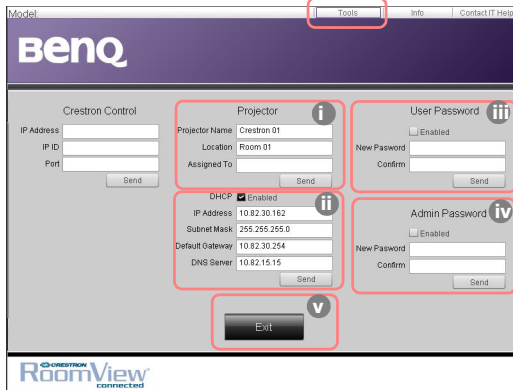 Model: Tools Info Contact IT Help
BenQ
Crestron Control
IP Address
IP ID
Port
Send
Projector i
Projector Name Crestron 01
Location Room 01
Assigned To
Send
ii
DHCP Enabled
IP Address 10.82.30.162
Subnet Mask 255.255.255.0
Default Gateway 10.82.30.254
DNS Server 10.82.15.15
Send
User Password iii
Enabled
New Pasword
Confirm
Send
Admin Password iv
Enabled
New Pasword
Confirm
Send
v
Exit
CRESTRON
RoomView
connected